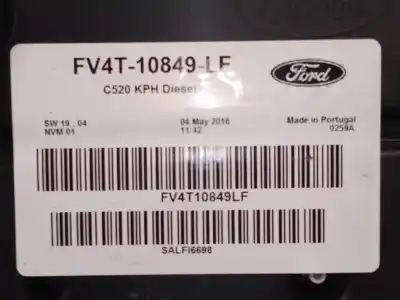 FV4T-10849-LF
Ford
C520 KPH Diesel
SW 19 . 04
04 May 2016
Made in Portugal
NVM 01
11:42
0259A
FV4T10849LF
SALFI6698